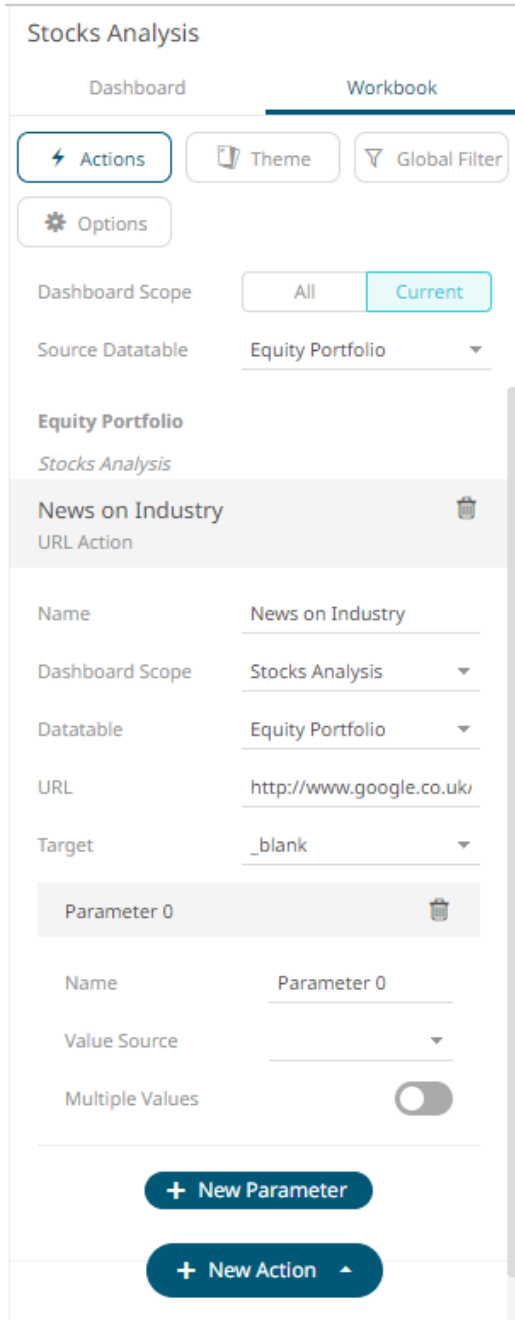 Stocks Analysis
Dashboard Workbook
Actions Theme Global Filter
Options
Dashboard Scope All Current
Source Datatable Equity Portfolio
Equity Portfolio
Stocks Analysis
News on Industry
URL Action
Name News on Industry
Dashboard Scope Stocks Analysis
Datatable Equity Portfolio
URL http://www.google.co.uk/
Target _blank
Parameter 0
Name Parameter 0
Value Source
Multiple Values
+ New Parameter
+ New Action